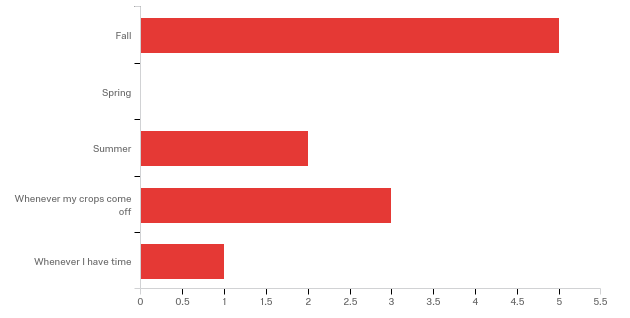 Fall
Spring
Summer
Whenever my crops come
off
Whenever I have time
0 0.5 1 1.5 2 2.5 3 3.5 4 4.5 5 5.5